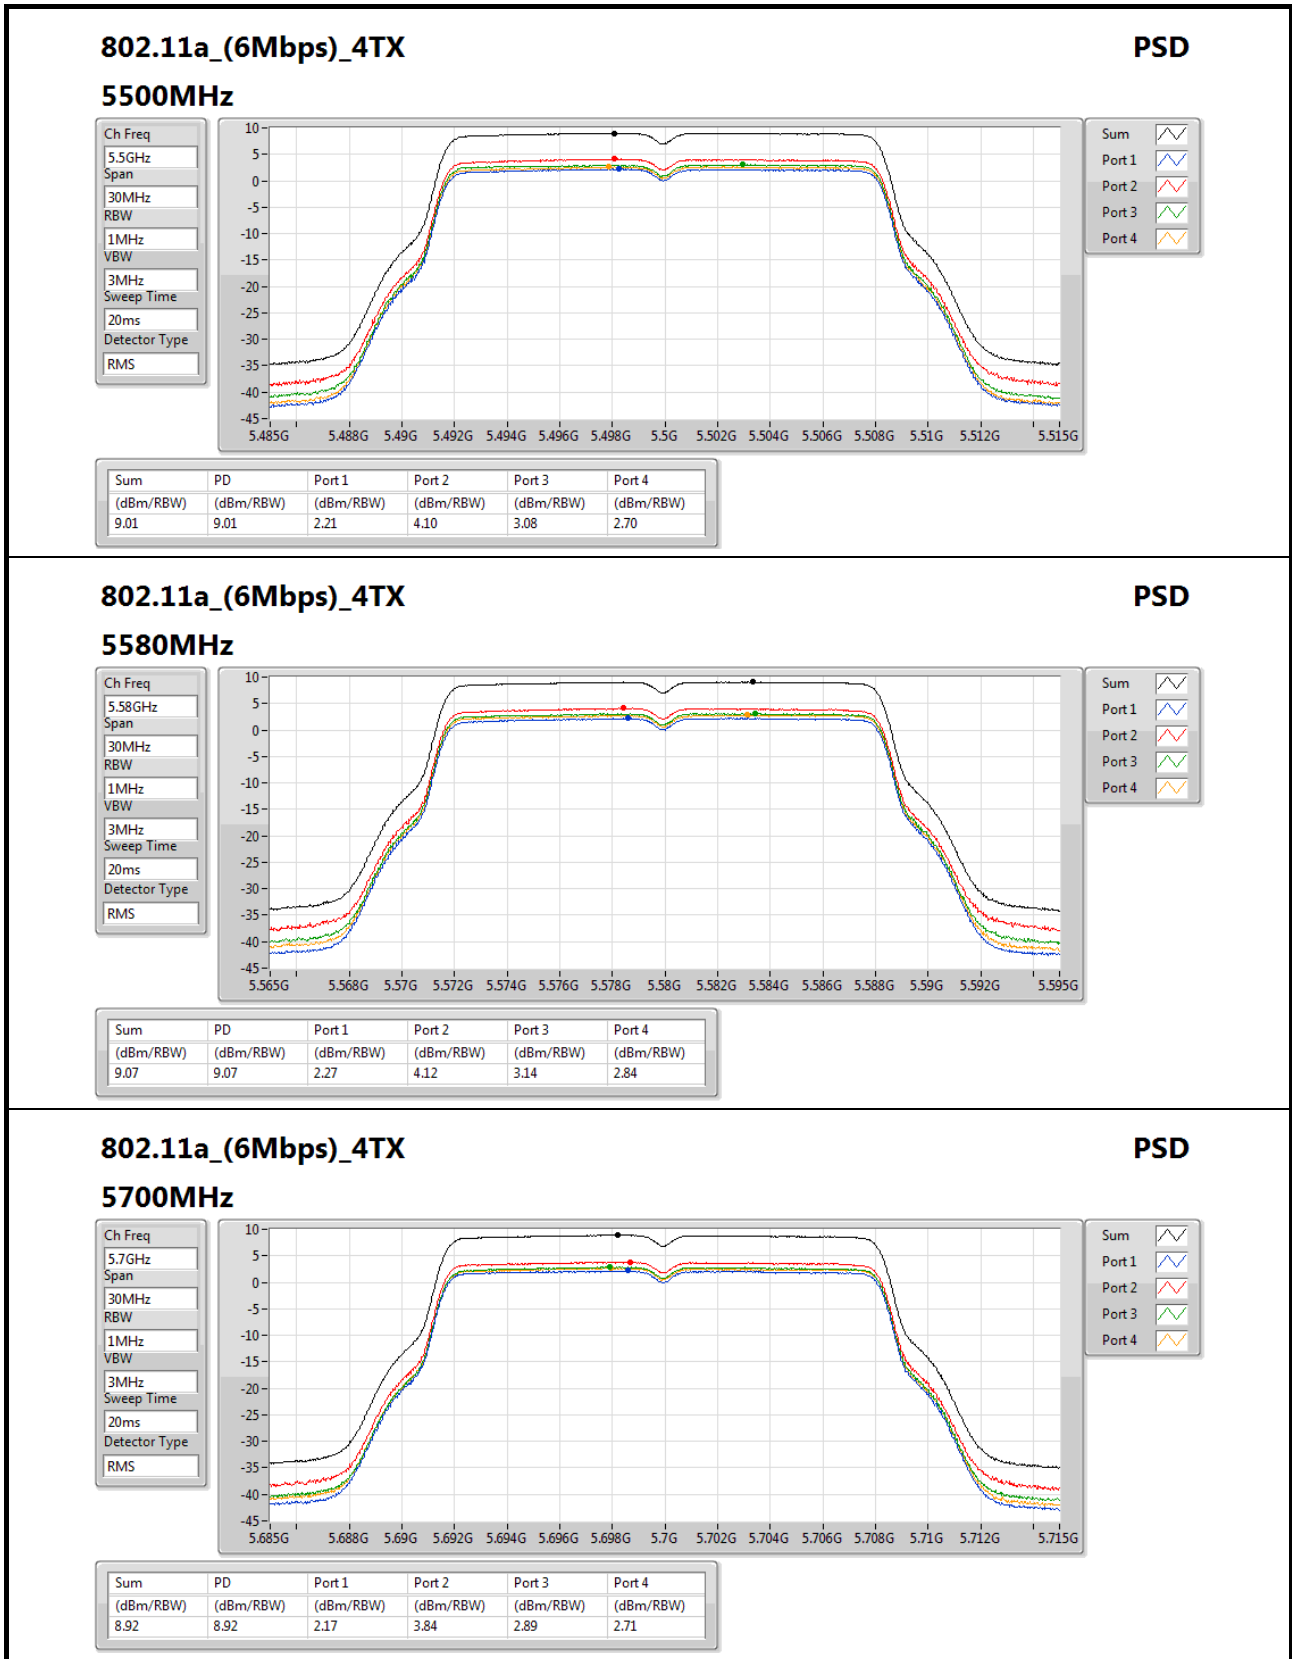 802.11a_(6Mbps)_4TX PSD
5500MHz
Ch Freq
5.5GHz
Span
30MHz
RBW
1MHz
VBW
3MHz
Sweep Time
20ms
Detector Type
RMS
10
5
0
-5
-10
-15
-20
-25
-30
-35
-40
-45
5.485G 5.488G 5.49G 5.492G 5.494G 5.496G 5.498G 5.5G 5.502G 5.504G 5.506G 5.508G 5.51G 5.512G 5.515G
Sum
Port 1
Port 2
Port 3
Port 4
Sum PD Port 1 Port 2 Port 3 Port 4
(dBm/RBW) (dBm/RBW) (dBm/RBW) (dBm/RBW) (dBm/RBW) (dBm/RBW)
9.01 9.01 2.21 4.10 3.08 2.70
802.11a_(6Mbps)_4TX PSD
5580MHz
Ch Freq
5.58GHz
Span
30MHz
RBW
1MHz
VBW
3MHz
Sweep Time
20ms
Detector Type
RMS
10
5
0
-5
-10
-15
-20
-25
-30
-35
-40
-45
5.565G 5.568G 5.57G 5.572G 5.574G 5.576G 5.578G 5.58G 5.582G 5.584G 5.586G 5.588G 5.59G 5.592G 5.595G
Sum
Port 1
Port 2
Port 3
Port 4
Sum PD Port 1 Port 2 Port 3 Port 4
(dBm/RBW) (dBm/RBW) (dBm/RBW) (dBm/RBW) (dBm/RBW) (dBm/RBW)
9.07 9.07 2.27 4.12 3.14 2.84
802.11a_(6Mbps)_4TX PSD
5700MHz
Ch Freq
5.7GHz
Span
30MHz
RBW
1MHz
VBW
3MHz
Sweep Time
20ms
Detector Type
RMS
10
5
0
-5
-10
-15
-20
-25
-30
-35
-40
-45
5.685G 5.688G 5.69G 5.692G 5.694G 5.696G 5.698G 5.7G 5.702G 5.704G 5.706G 5.708G 5.71G 5.712G 5.715G
Sum
Port 1
Port 2
Port 3
Port 4
Sum PD Port 1 Port 2 Port 3 Port 4
(dBm/RBW) (dBm/RBW) (dBm/RBW) (dBm/RBW) (dBm/RBW) (dBm/RBW)
8.92 8.92 2.17 3.84 2.89 2.71